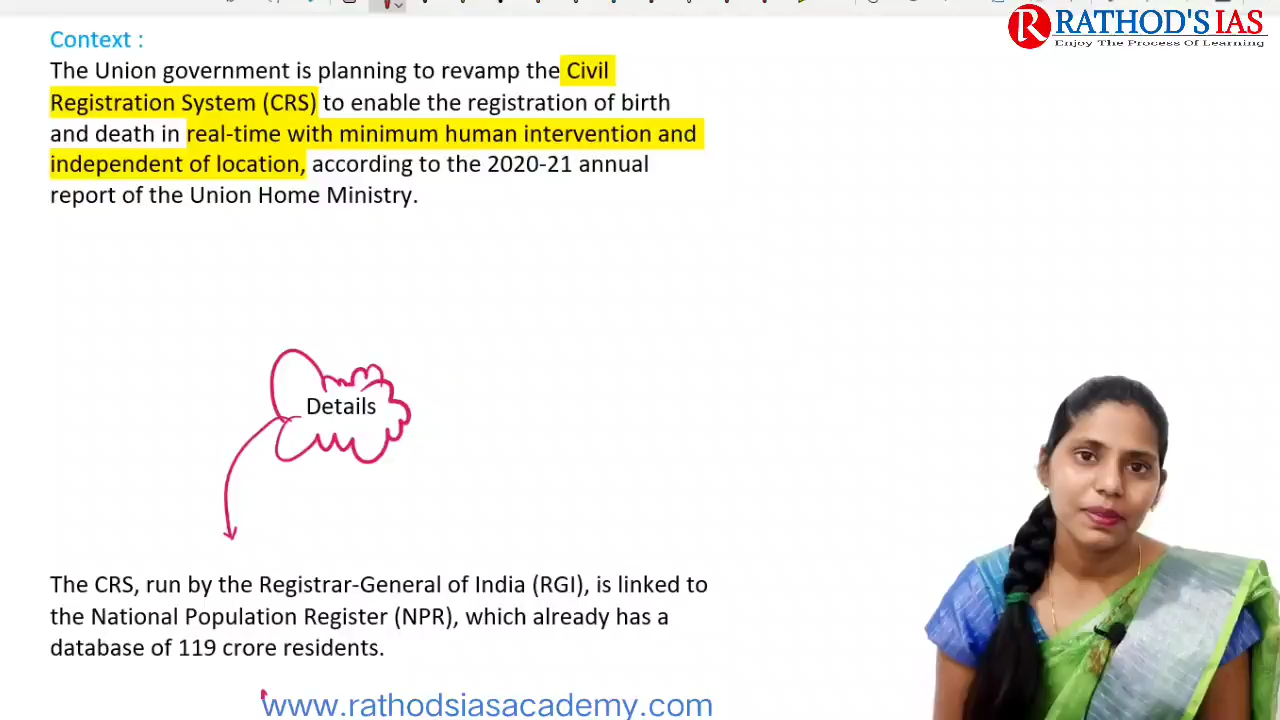 RATHOD'S IAS
Enjoy The Process Of Learning
Context :
The Union government is planning to revamp the Civil
Registration System (CRS) to enable the registration of birth
and death in real-time with minimum human intervention and
independent of location, according to the 2020-21 annual
report of the Union Home Ministry.
Details
The CRS, run by the Registrar-General of India (RGI), is linked to
the National Population Register (NPR), which already has a
database of 119 crore residents.
www.rathodsiasacademy.com